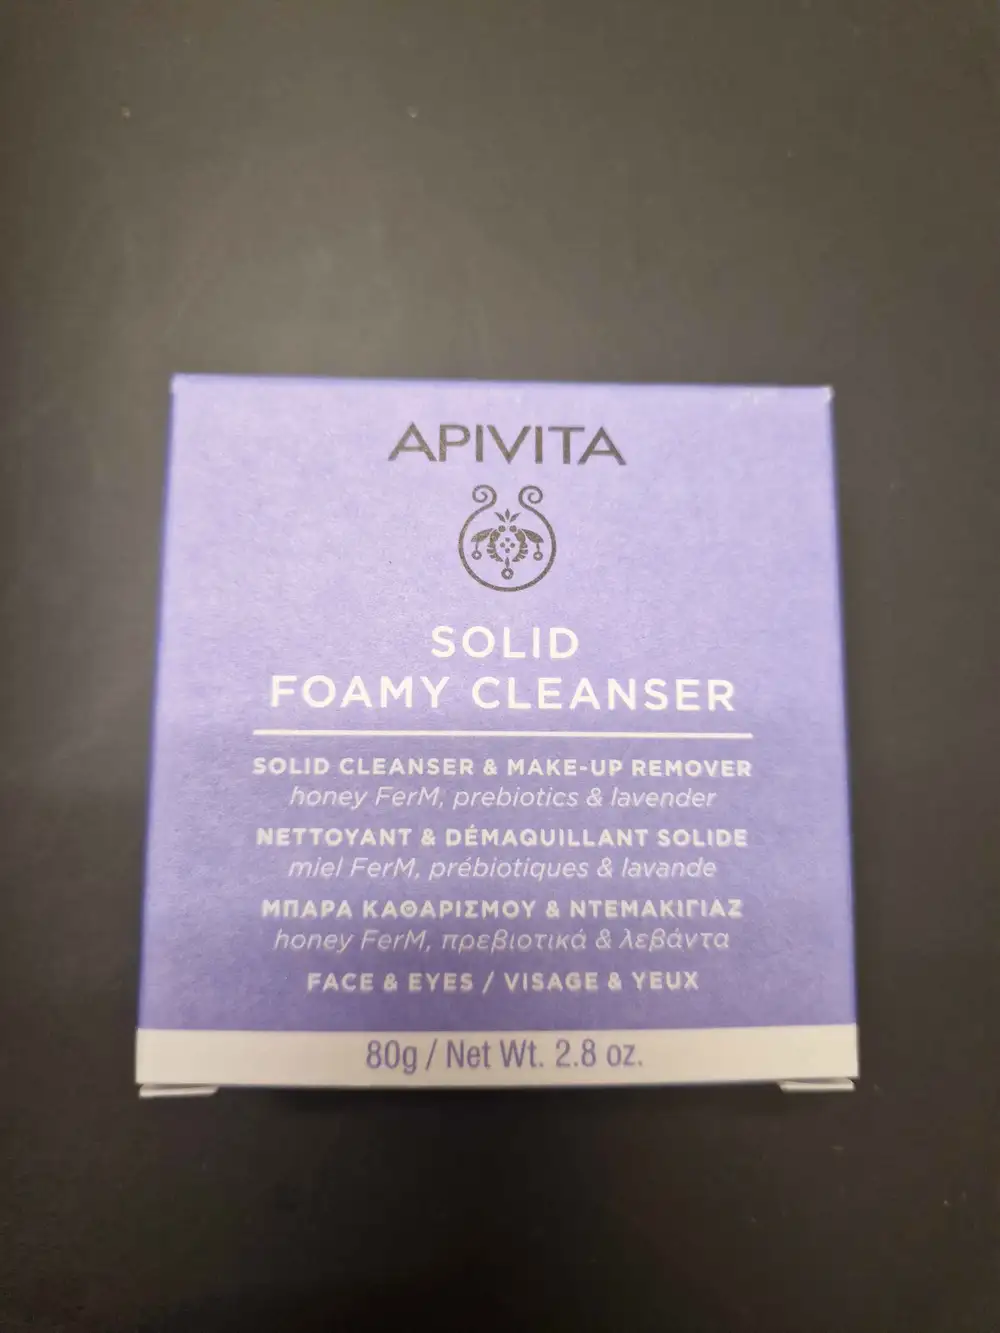 APIVITA
SOLID
FOAMY CLEANSER
SOLID CLEANSER & MAKE-UP REMOVER
honey FerM, prebiotics & lavender
NETTOYANT & DÉMAQUILLANT SOLIDE
miel FerM, prébiotiques & lavande
ΜΠΑΡΑ ΚΑΘΑΡΙΣΜΟΥ & ΝΤΕΜΑΚΙΓΙΑΖ
honey FerM, πρεβιοτικά & λεβάντα
FACE & EYES / VISAGE & YEUX
80g / Net Wt. 2.8 oz.